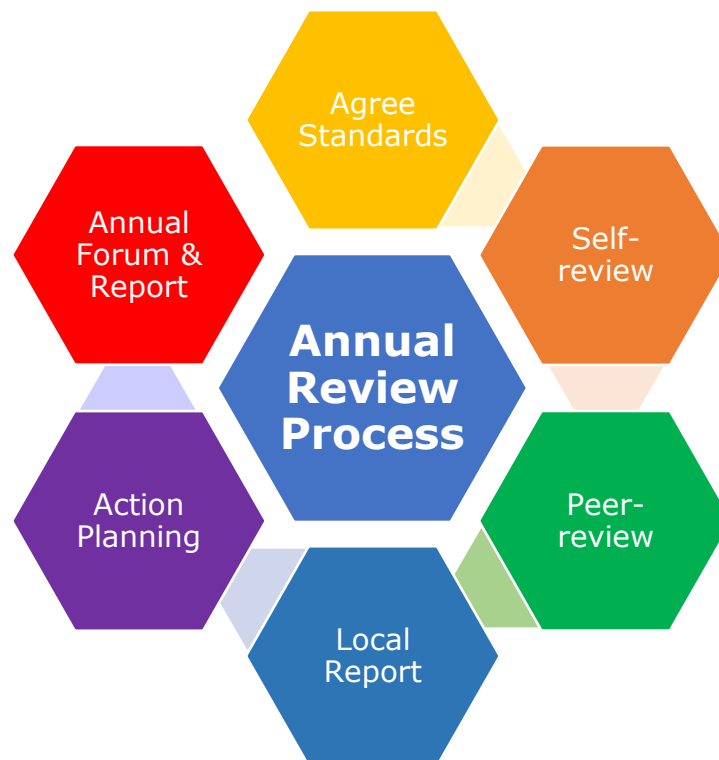 Agree
Standards
Self-
review
Peer-
review
Local
Report
Action
Planning
Annual
Forum &
Report
Annual
Review
Process